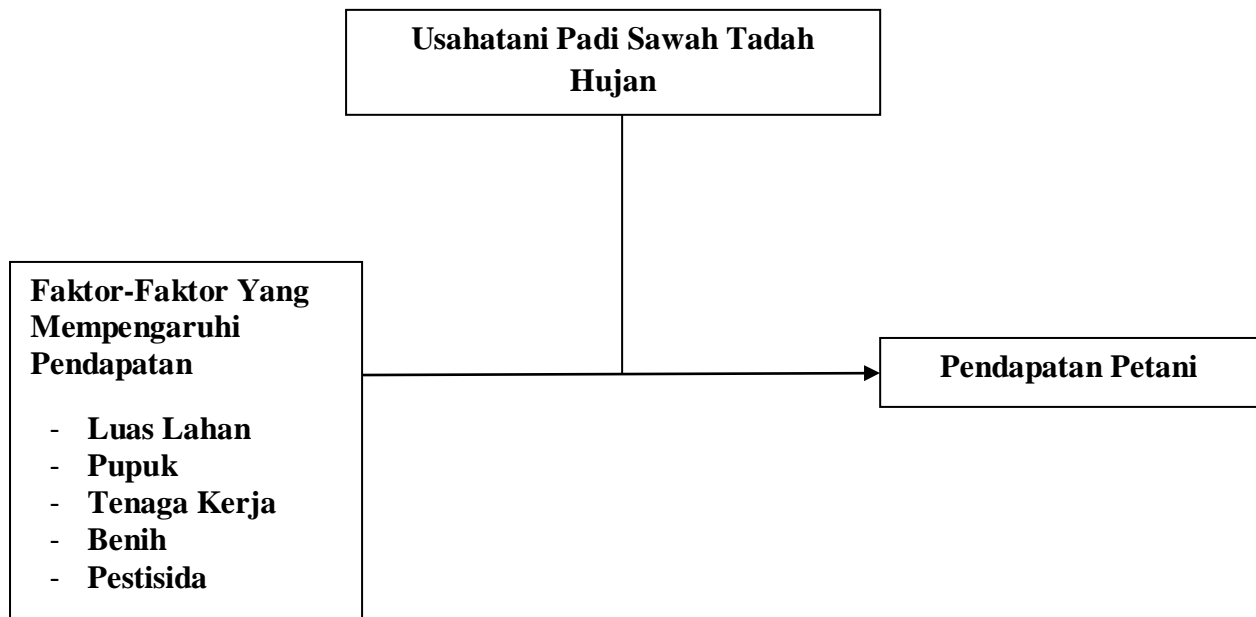 Usahatani Padi Sawah Tadah
Hujan
Faktor-Faktor Yang
Mempengaruhi
Pendapatan
- Luas Lahan
- Pupuk
- Tenaga Kerja
- Benih
- Pestisida
Pendapatan Petani